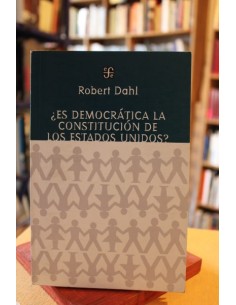 Robert Dahl
¿ES DEMOCRÁTICA LA
CONSTITUCIÓN DE
LOS ESTADOS UNIDOS?